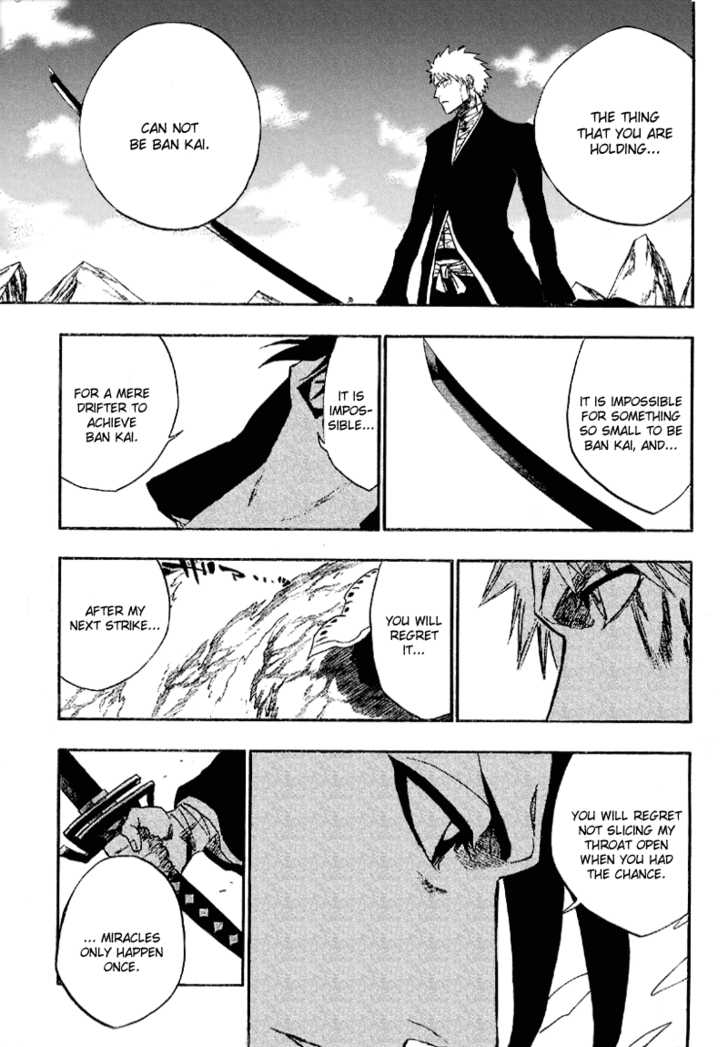 THE THING
THAT YOU ARE
HOLDING...
CAN NOT
BE BAN KAI.
IT IS IMPOSSIBLE
FOR SOMETHING
SO SMALL TO BE
BAN KAI, AND...
IT IS
IMPOS-
SIBLE...
FOR A MERE
DRIFTER TO
ACHIEVE
BAN KAI.
YOU WILL
REGRET
IT...
AFTER MY
NEXT STRIKE...
YOU WILL REGRET
NOT SLICING MY
THROAT OPEN
WHEN YOU HAD
THE CHANCE.
... MIRACLES
ONLY HAPPEN
ONCE.